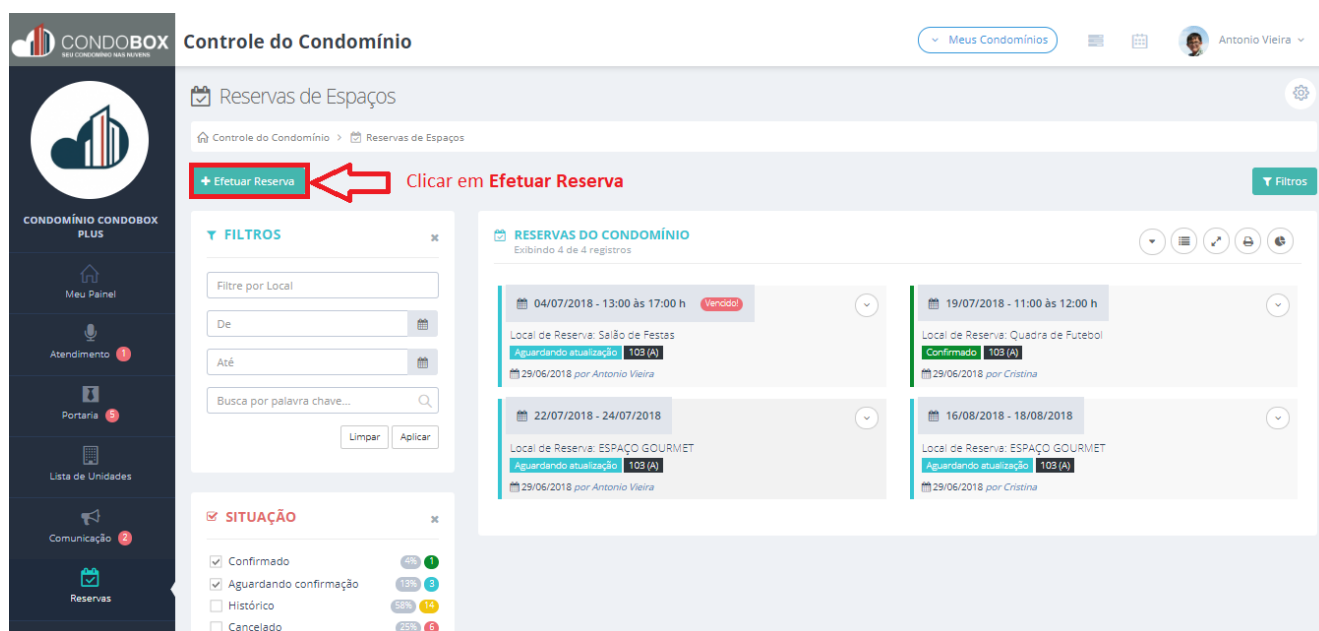 CONDOBOX
SEU CONDOMÍNIO NAS NUVENS
Controle do Condomínio
Meus Condomínios
Antonio Vieira
Reservas de Espaços
Controle do Condomínio > Reservas de Espaços
+ Efetuar Reserva
Clicar em Efetuar Reserva
Filtros
CONDOMÍNIO CONDOBOX
PLUS
Meu Painel
Atendimento 1
Portaria 5
Lista de Unidades
Comunicação 2
Reservas
FILTROS
Filtre por Local
De
Até
Busca por palavra chave...
Limpar
Aplicar
SITUAÇÃO
Confirmado 4% 1
Aguardando confirmação 13% 3
Histórico 58% 14
Cancelado 25% 6
RESERVAS DO CONDOMÍNIO
Exibindo 4 de 4 registros
04/07/2018 - 13:00 às 17:00 h Vencido!
Local de Reserva: Salão de Festas
Aguardando atualização 103 (A)
29/06/2018 por Antonio Vieira
19/07/2018 - 11:00 às 12:00 h
Local de Reserva: Quadra de Futebol
Confirmado 103 (A)
29/06/2018 por Cristina
22/07/2018 - 24/07/2018
Local de Reserva: ESPAÇO GOURMET
Aguardando atualização 103 (A)
29/06/2018 por Antonio Vieira
16/08/2018 - 18/08/2018
Local de Reserva: ESPAÇO GOURMET
Aguardando atualização 103 (A)
29/06/2018 por Cristina